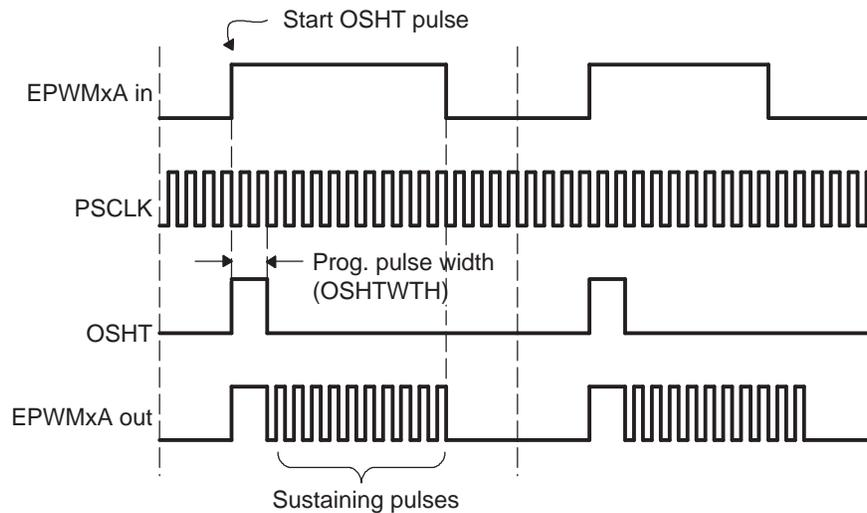 Start OSHT pulse
EPWMxA in
PSCLK
Prog. pulse width
(OSHTWTH)
OSHT
EPWMxA out
Sustaining pulses